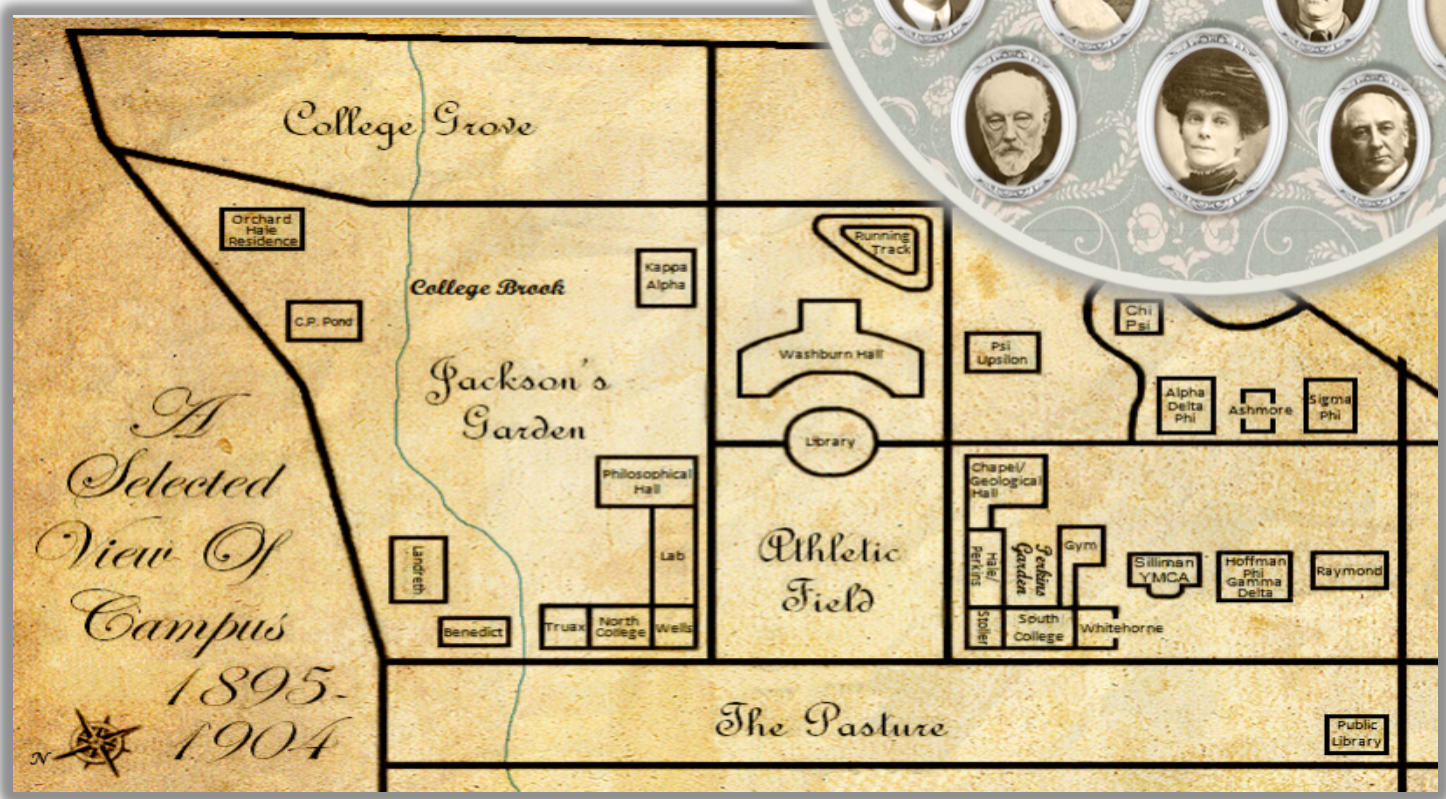 College Grove
Orchard
Hale
Residence
Running
Track
Kappa
Alpha
College Brook
C.P. Pond
Chi
Psi
Washburn Hall
Psi
Upsilon
Jackson's
Garden
Alpha
Delta
Phi
Ashmore
Sigma
Phi
Library
Philosophical
Hall
Chapel/
Geological
Hall
A
Selected
View Of
Campus
1895-
1904
Landreth
Lab
Athletic
Field
Hale/
Perkins
Perkins
Garden
Gym
Silliman
YMCA
Hoffman
Phi
Gamma
Delta
Raymond
Benedict
Truax
North
College
Wells
Stoller
South
College
Whitehorne
The Pasture
Public
Library
N